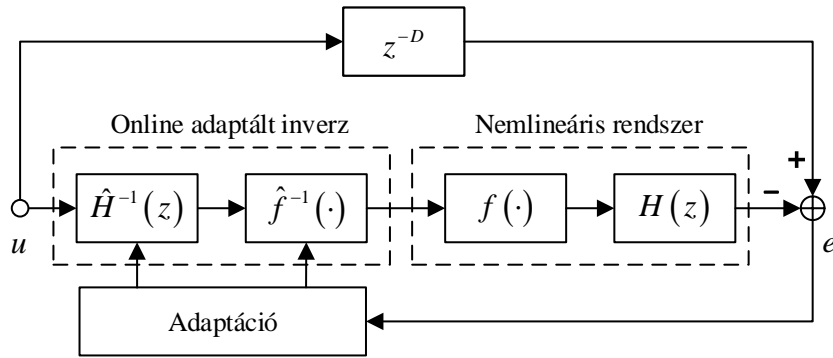 z⁻ᴰ
Online adaptált inverz
Nemlineáris rendszer
+
Ĥ⁻¹(z)
f̂⁻¹(·)
f(·)
H(z)
−
u
e
Adaptáció